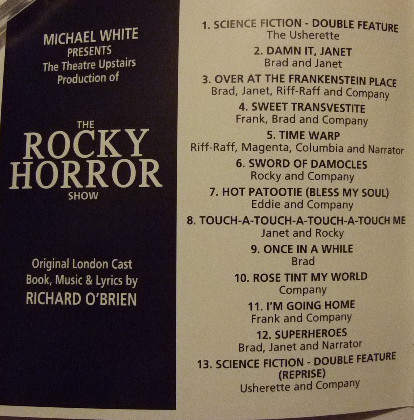 MICHAEL WHITE
PRESENTS
The Theatre Upstairs
Production of
THE
ROCKY
HORROR
SHOW
Original London Cast
Book, Music & Lyrics by
RICHARD O'BRIEN
1. SCIENCE FICTION - DOUBLE FEATURE
The Usherette
2. DAMN IT, JANET
Brad and Janet
3. OVER AT THE FRANKENSTEIN PLACE
Brad, Janet, Riff-Raff and Company
4. SWEET TRANSVESTITE
Frank, Brad and Company
5. TIME WARP
Riff-Raff, Magenta, Columbia and Narrator
6. SWORD OF DAMOCLES
Rocky and Company
7. HOT PATOOTIE (BLESS MY SOUL)
Eddie and Company
8. TOUCH-A-TOUCH-A-TOUCH-A-TOUCH ME
Janet and Rocky
9. ONCE IN A WHILE
Brad
10. ROSE TINT MY WORLD
Company
11. I'M GOING HOME
Frank and Company
12. SUPERHEROES
Brad, Janet and Narrator
13. SCIENCE FICTION - DOUBLE FEATURE
(REPRISE)
Usherette and Company